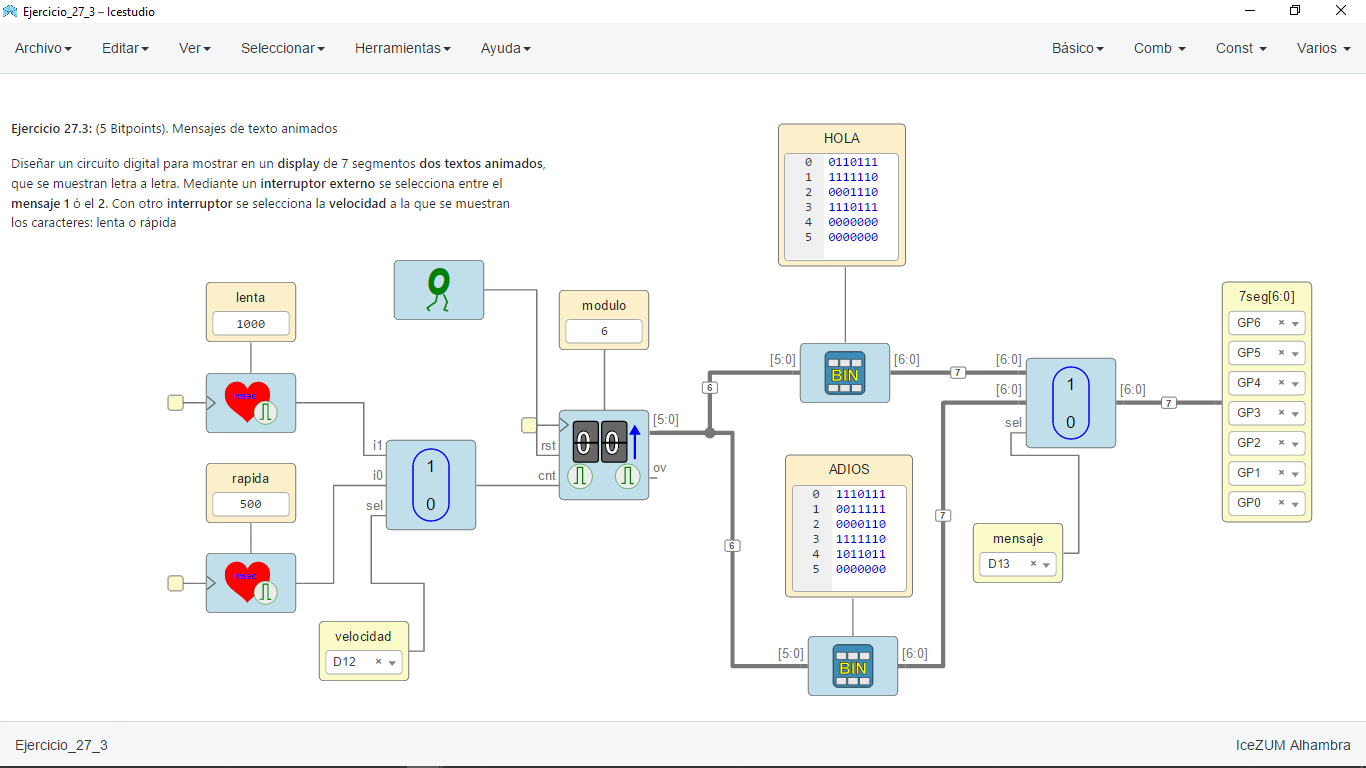 Ejercicio_27_3 – Icestudio
Archivo Editar Ver Seleccionar Herramientas Ayuda Básico Comb Const Varios
Ejercicio 27.3: (5 Bitpoints). Mensajes de texto animados
Diseñar un circuito digital para mostrar en un display de 7 segmentos dos textos animados,
que se muestran letra a letra. Mediante un interruptor externo se selecciona entre el
mensaje 1 ó el 2. Con otro interruptor se selecciona la velocidad a la que se muestran
los caracteres: lenta o rápida
lenta
1000
msec
rapida
500
msec
i1
i0
sel
1
0
velocidad
D12 ×
modulo
6
rst
cnt
00
[5:0]
ov
6
6
HOLA
0 0110111
1 1111110
2 0001110
3 1110111
4 0000000
5 0000000
[5:0] BIN [6:0]
7
ADIOS
0 1110111
1 0011111
2 0000110
3 1111110
4 1011011
5 0000000
[5:0] BIN [6:0]
7
[6:0]
[6:0]
sel
1
0
[6:0]
7
mensaje
D13 ×
7seg[6:0]
GP6 ×
GP5 ×
GP4 ×
GP3 ×
GP2 ×
GP1 ×
GP0 ×
Ejercicio_27_3
IceZUM Alhambra